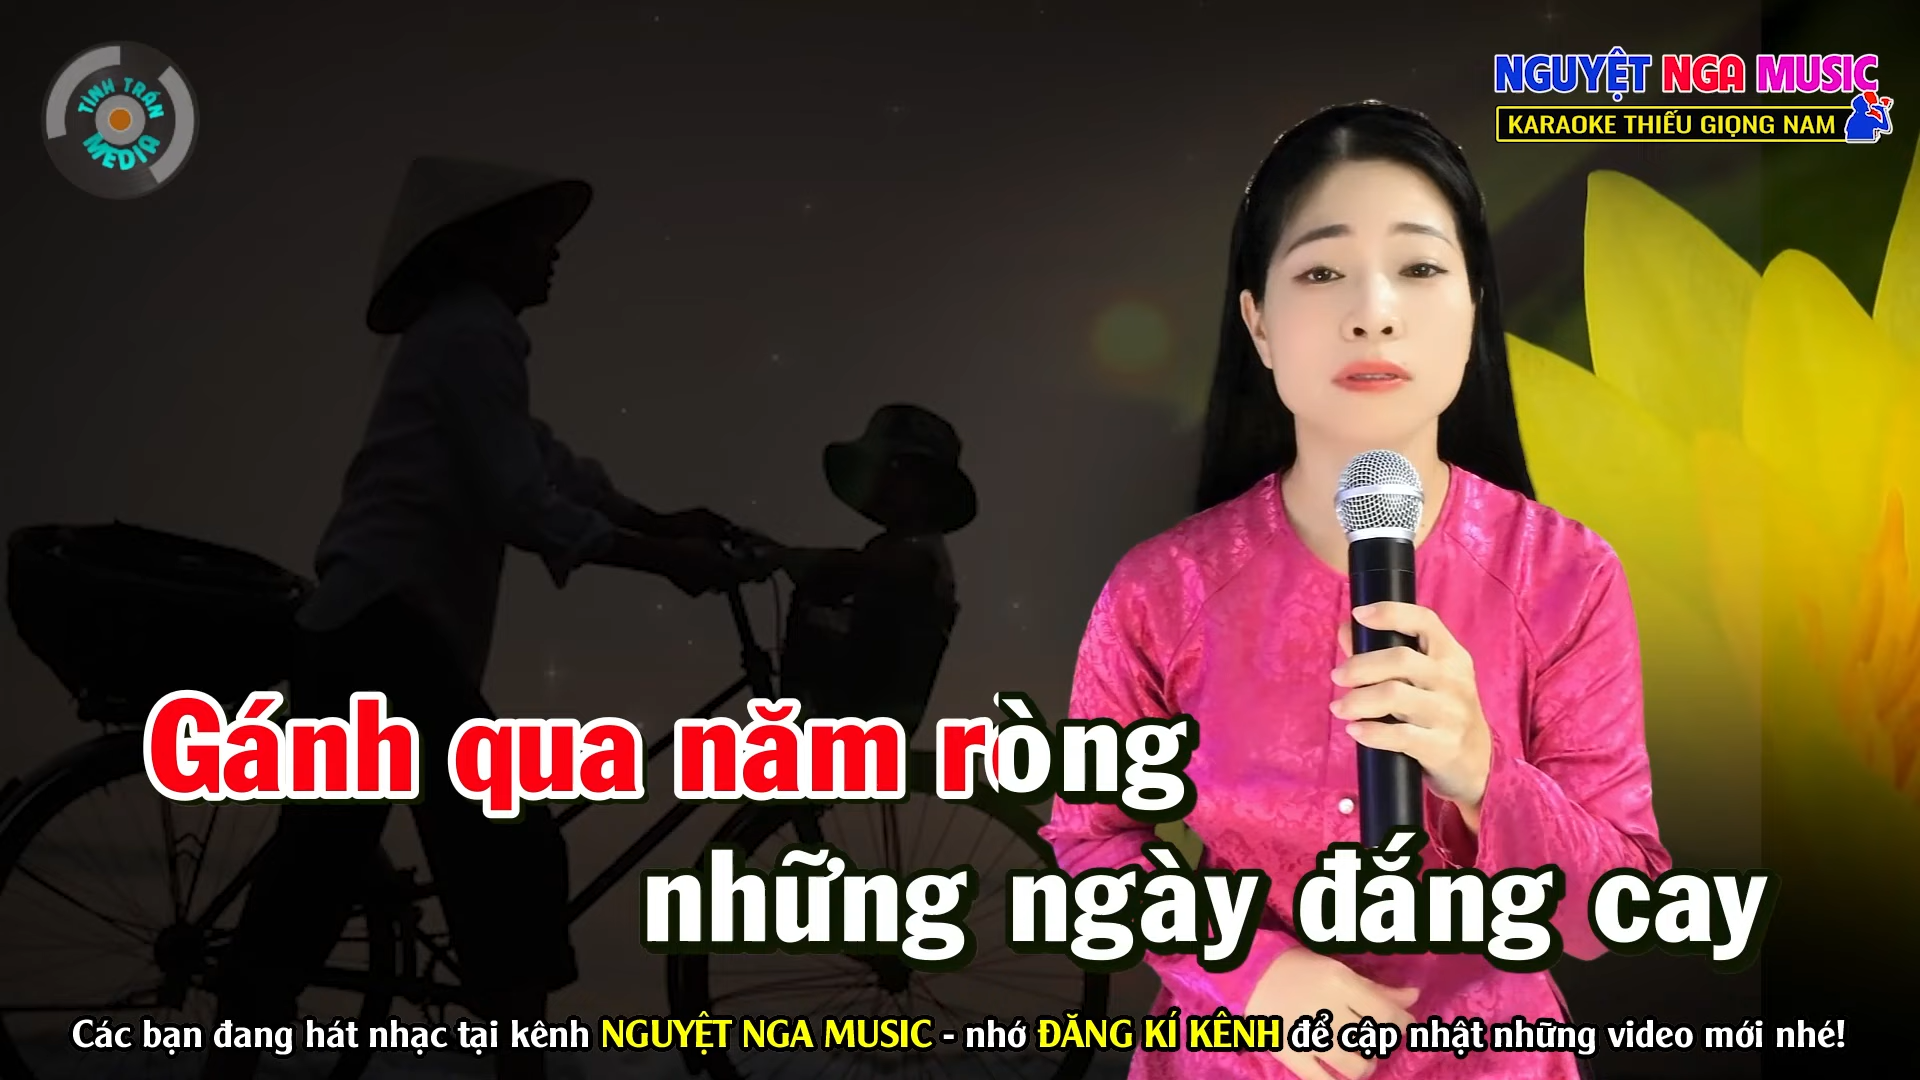 TÌNH TRẦN
MEDIA
NGUYỆT NGA MUSIC
KARAOKE THIẾU GIỌNG NAM
Gánh qua năm ròng
những ngày đắng cay
Các bạn đang hát nhạc tại kênh NGUYỆT NGA MUSIC - nhớ ĐĂNG KÍ KÊNH để cập nhật những video mới nhé!